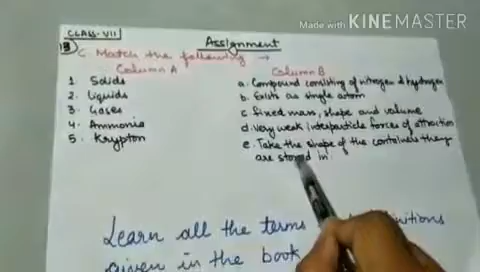 Made with KINEMASTER
CLASS-VII
Assignment
B
C. Match the following →
Column A
Column B
1. Solids
a. Compound consisting of nitrogen & hydrogen
2. Liquids
b. Exists as single atom
3. Gases
c. Fixed mass, shape and volume
4. Ammonia
d. Very weak interparticle forces of attraction
5. Krypton
e. Take the shape of the containers they
are stored in
Learn all the terms
given in the book